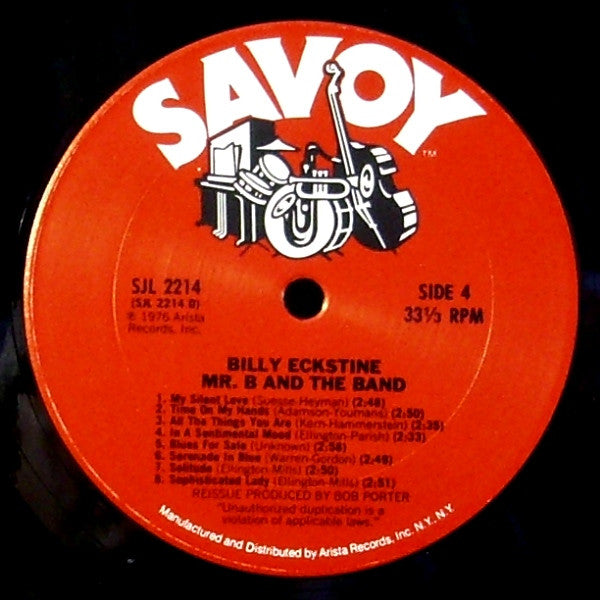 SAVOY
TM
SJL 2214
(SJL 2214 B)
℗ 1976 Arista
Records, Inc.
SIDE 4
33⅓ RPM
BILLY ECKSTINE
MR. B AND THE BAND
1. My Silent Love (Suesse-Heyman) (2:48)
2. Time On My Hands (Adamson-Youmans) (2:50)
3. All The Things You Are (Kern-Hammerstein) (2:35)
4. In A Sentimental Mood (Ellington-Parish) (2:33)
5. Blues For Sale (Unknown) (2:58)
6. Serenade In Blue (Warren-Gordon) (2:48)
7. Solitude (Ellington-Mills) (2:50)
8. Sophisticated Lady (Ellington-Mills) (2:51)
REISSUE PRODUCED BY BOB PORTER
"Unauthorized duplication is a
violation of applicable laws."
Manufactured and Distributed by Arista Records, Inc. N.Y., N.Y.